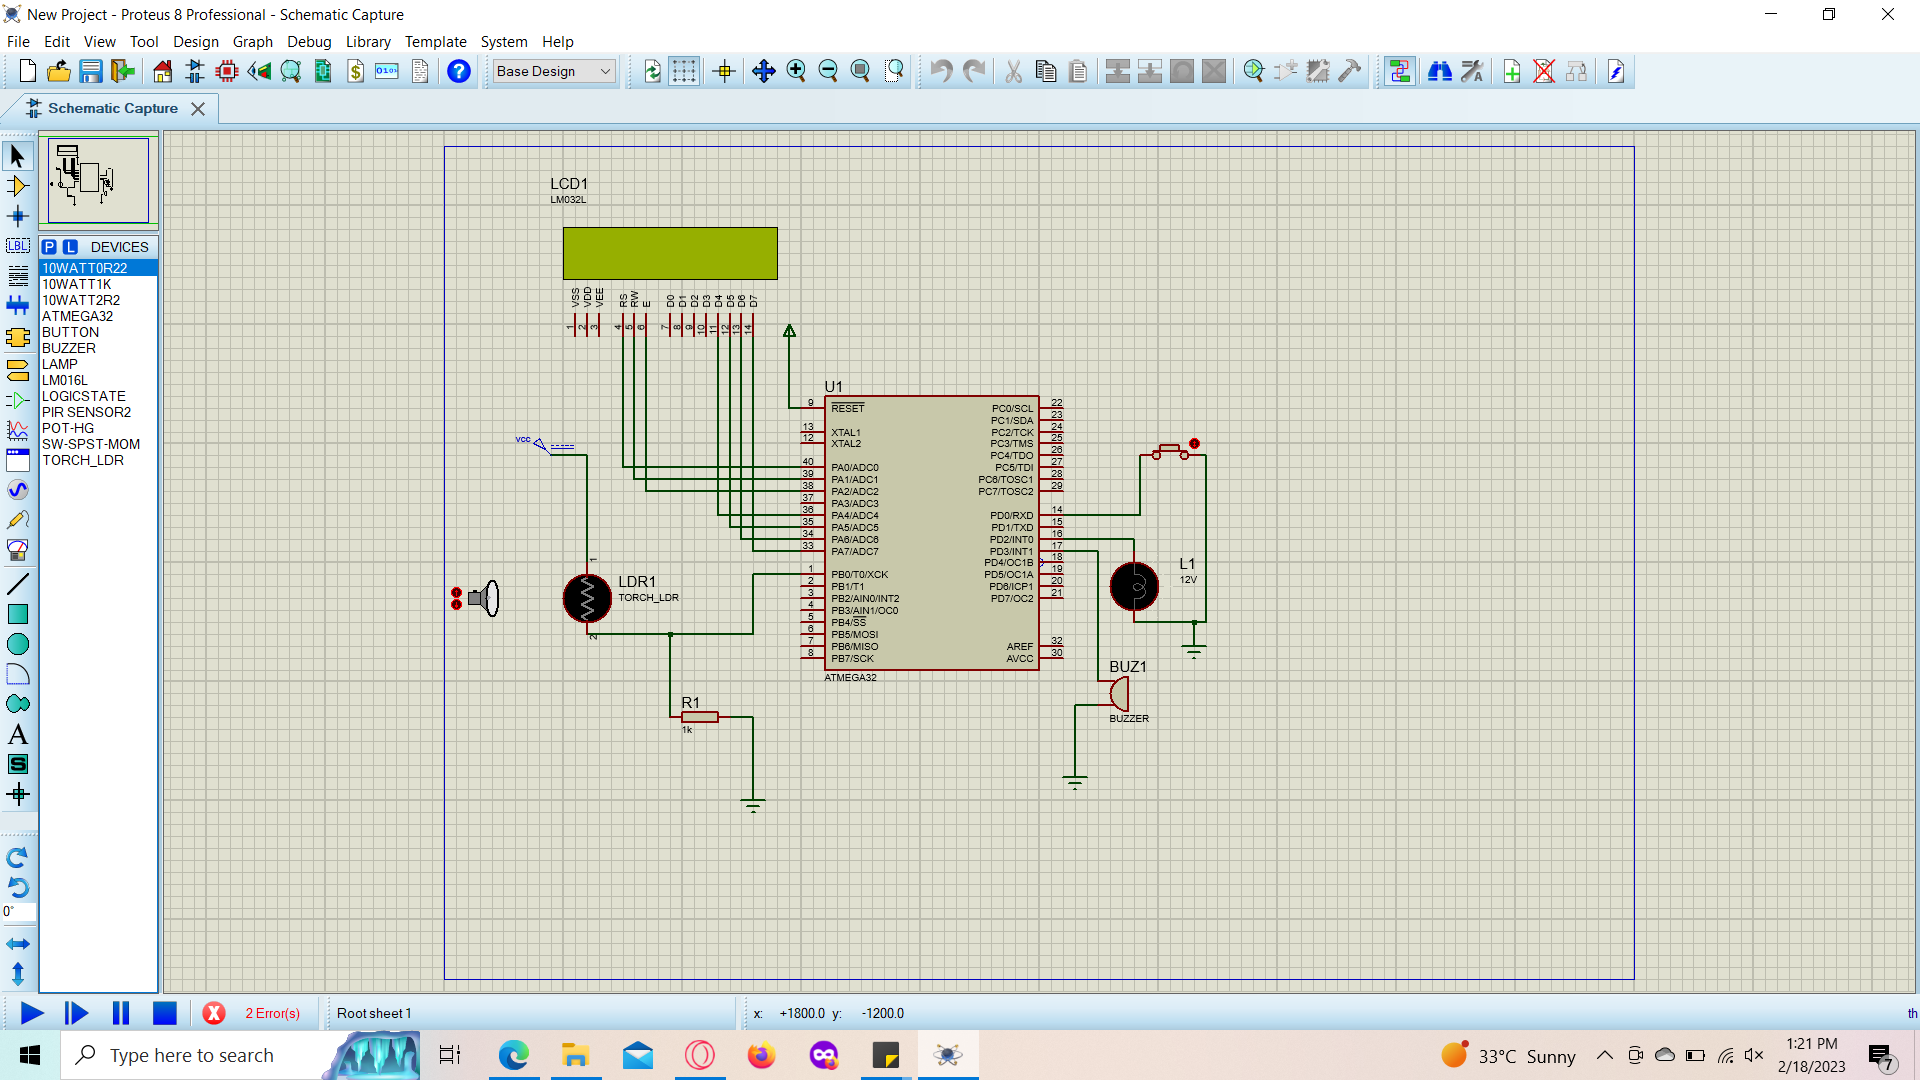 New Project - Proteus 8 Professional - Schematic Capture
File Edit View Tool Design Graph Debug Library Template System Help
Base Design
Schematic Capture
LBL
P L DEVICES
10WATT0R22
10WATT1K
10WATT2R2
ATMEGA32
BUTTON
BUZZER
LAMP
LM016L
LOGICSTATE
PIR SENSOR2
POT-HG
SW-SPST-MOM
TORCH_LDR
A
S
0°
LCD1
LM032L
VSS VDD VEE RS RW E D0 D1 D2 D3 D4 D5 D6 D7
1 2 3 4 5 6 7 8 9 10 11 12 13 14
U1
9 RESET PC0/SCL 22
PC1/SDA 23
13 XTAL1 PC2/TCK 24
12 XTAL2 PC3/TMS 25
PC4/TDO 26
40 PA0/ADC0 PC5/TDI 27
39 PA1/ADC1 PC6/TOSC1 28
38 PA2/ADC2 PC7/TOSC2 29
37 PA3/ADC3
36 PA4/ADC4 PD0/RXD 14
35 PA5/ADC5 PD1/TXD 15
34 PA6/ADC6 PD2/INT0 16
33 PA7/ADC7 PD3/INT1 17
PD4/OC1B 18
1 PB0/T0/XCK PD5/OC1A 19
2 PB1/T1 PD6/ICP1 20
3 PB2/AIN0/INT2 PD7/OC2 21
4 PB3/AIN1/OC0
5 PB4/SS
6 PB5/MOSI
7 PB6/MISO AREF 32
8 PB7/SCK AVCC 30
ATMEGA32
VCC
1
LDR1
TORCH_LDR
2
R1
1k
L1
12V
BUZ1
BUZZER
2 Error(s)
Root sheet 1
x: +1800.0 y: -1200.0
th
Type here to search
33°C Sunny
1:21 PM
2/18/2023
7